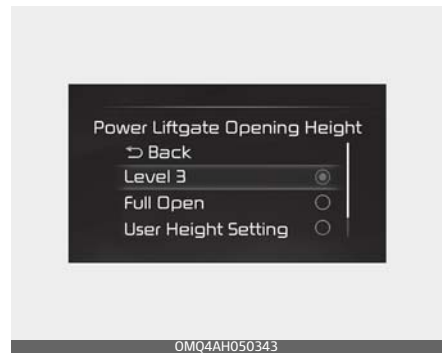 Power Liftgate Opening Height
Back
Level 3
Full Open
User Height Setting
OMQ4AH050343